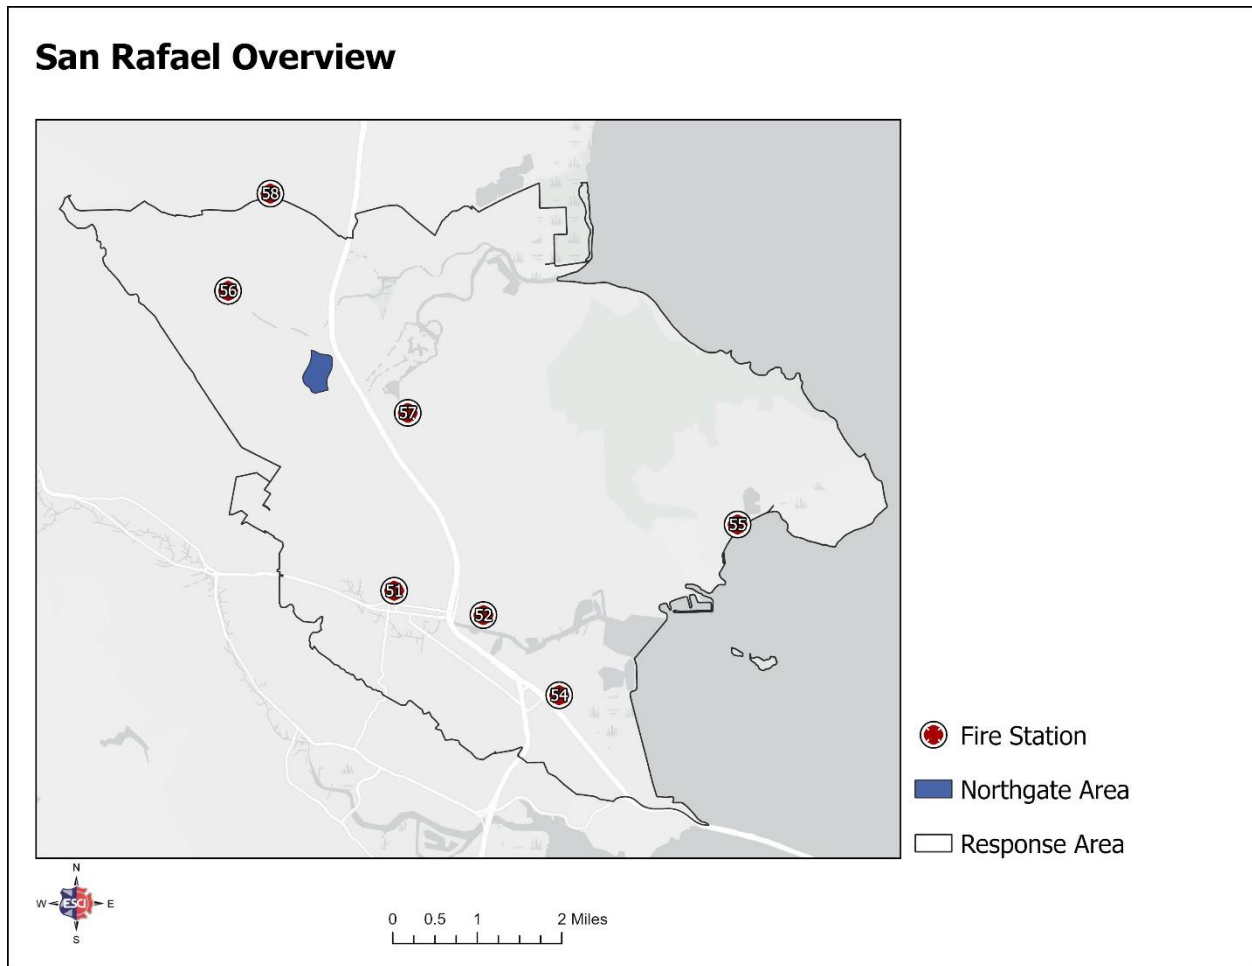 San Rafael Overview
58
56
57
55
51
52
54
Fire Station
Northgate Area
Response Area
N
W E
ESCI
S
0 0.5 1 2 Miles